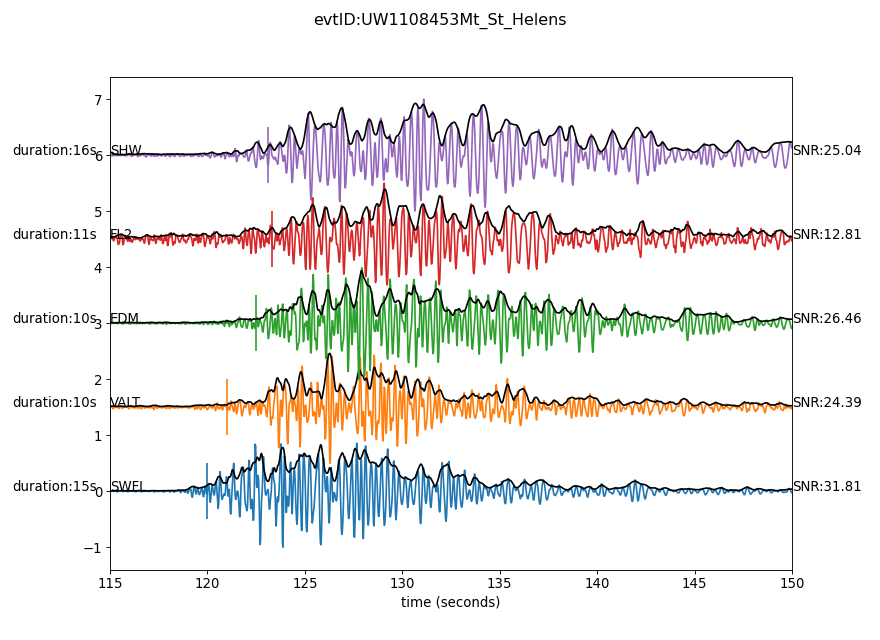 evtID:UW1108453Mt_St_Helens
7
duration:16s 6 SHW SNR:25.04
5
duration:11s FL2 SNR:12.81
4
duration:10s 3 EDM SNR:26.46
2
duration:10s VALT SNR:24.39
1
duration:15s 0 SWFL SNR:31.81
−1
115 120 125 130 135 140 145 150
time (seconds)